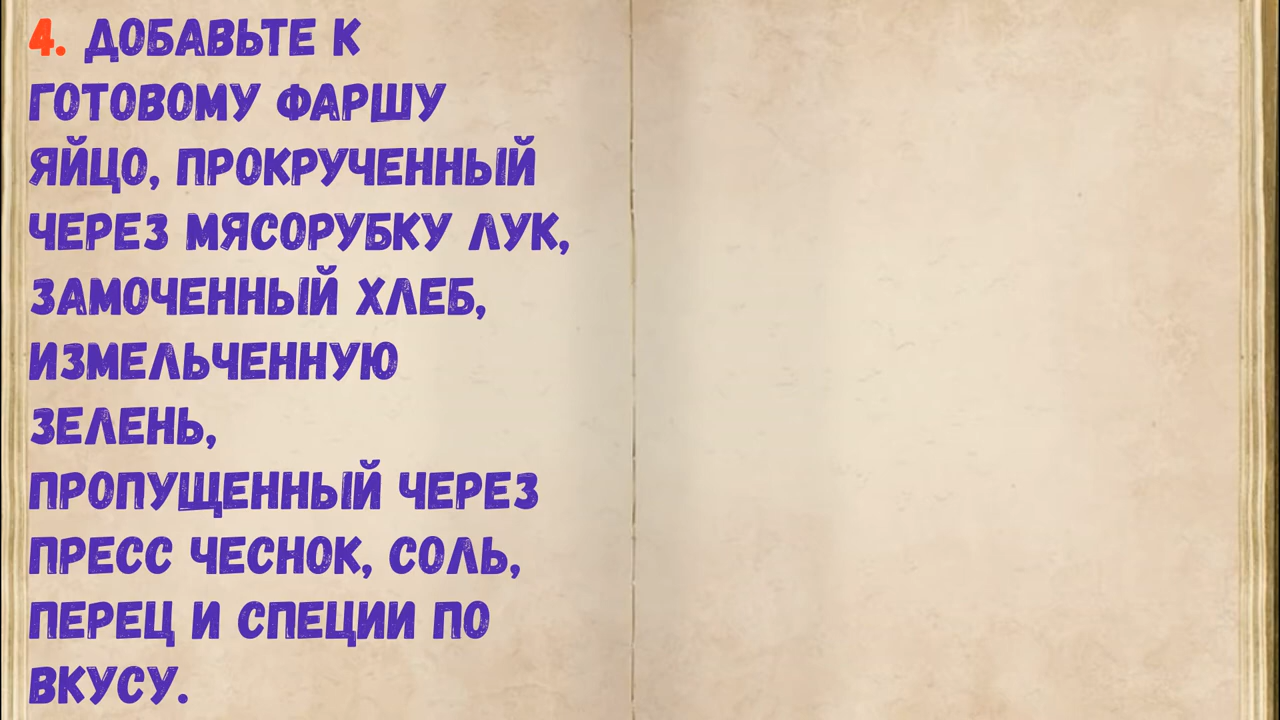 4. ДОБАВЬТЕ К
ГОТОВОМУ ФАРШУ
ЯЙЦО, ПРОКРУЧЕННЫЙ
ЧЕРЕЗ МЯСОРУБКУ ЛУК,
ЗАМОЧЕННЫЙ ХЛЕБ,
ИЗМЕЛЬЧЕННУЮ
ЗЕЛЕНЬ,
ПРОПУЩЕННЫЙ ЧЕРЕЗ
ПРЕСС ЧЕСНОК, СОЛЬ,
ПЕРЕЦ И СПЕЦИИ ПО
ВКУСУ.